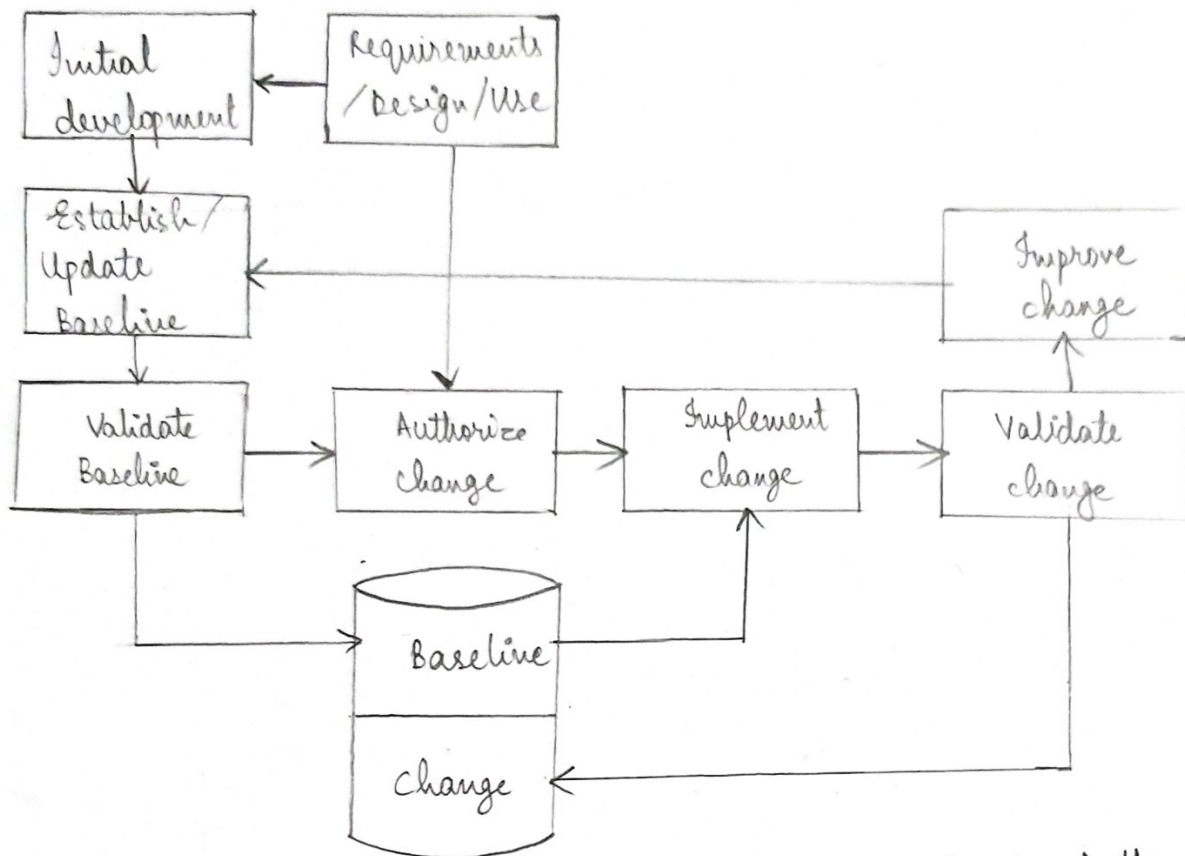 Initial
development
Requirements
/Design/Use
Establish/
Update
Baseline
Improve
change
Validate
Baseline
Authorize
change
Implement
change
Validate
change
Baseline
Change